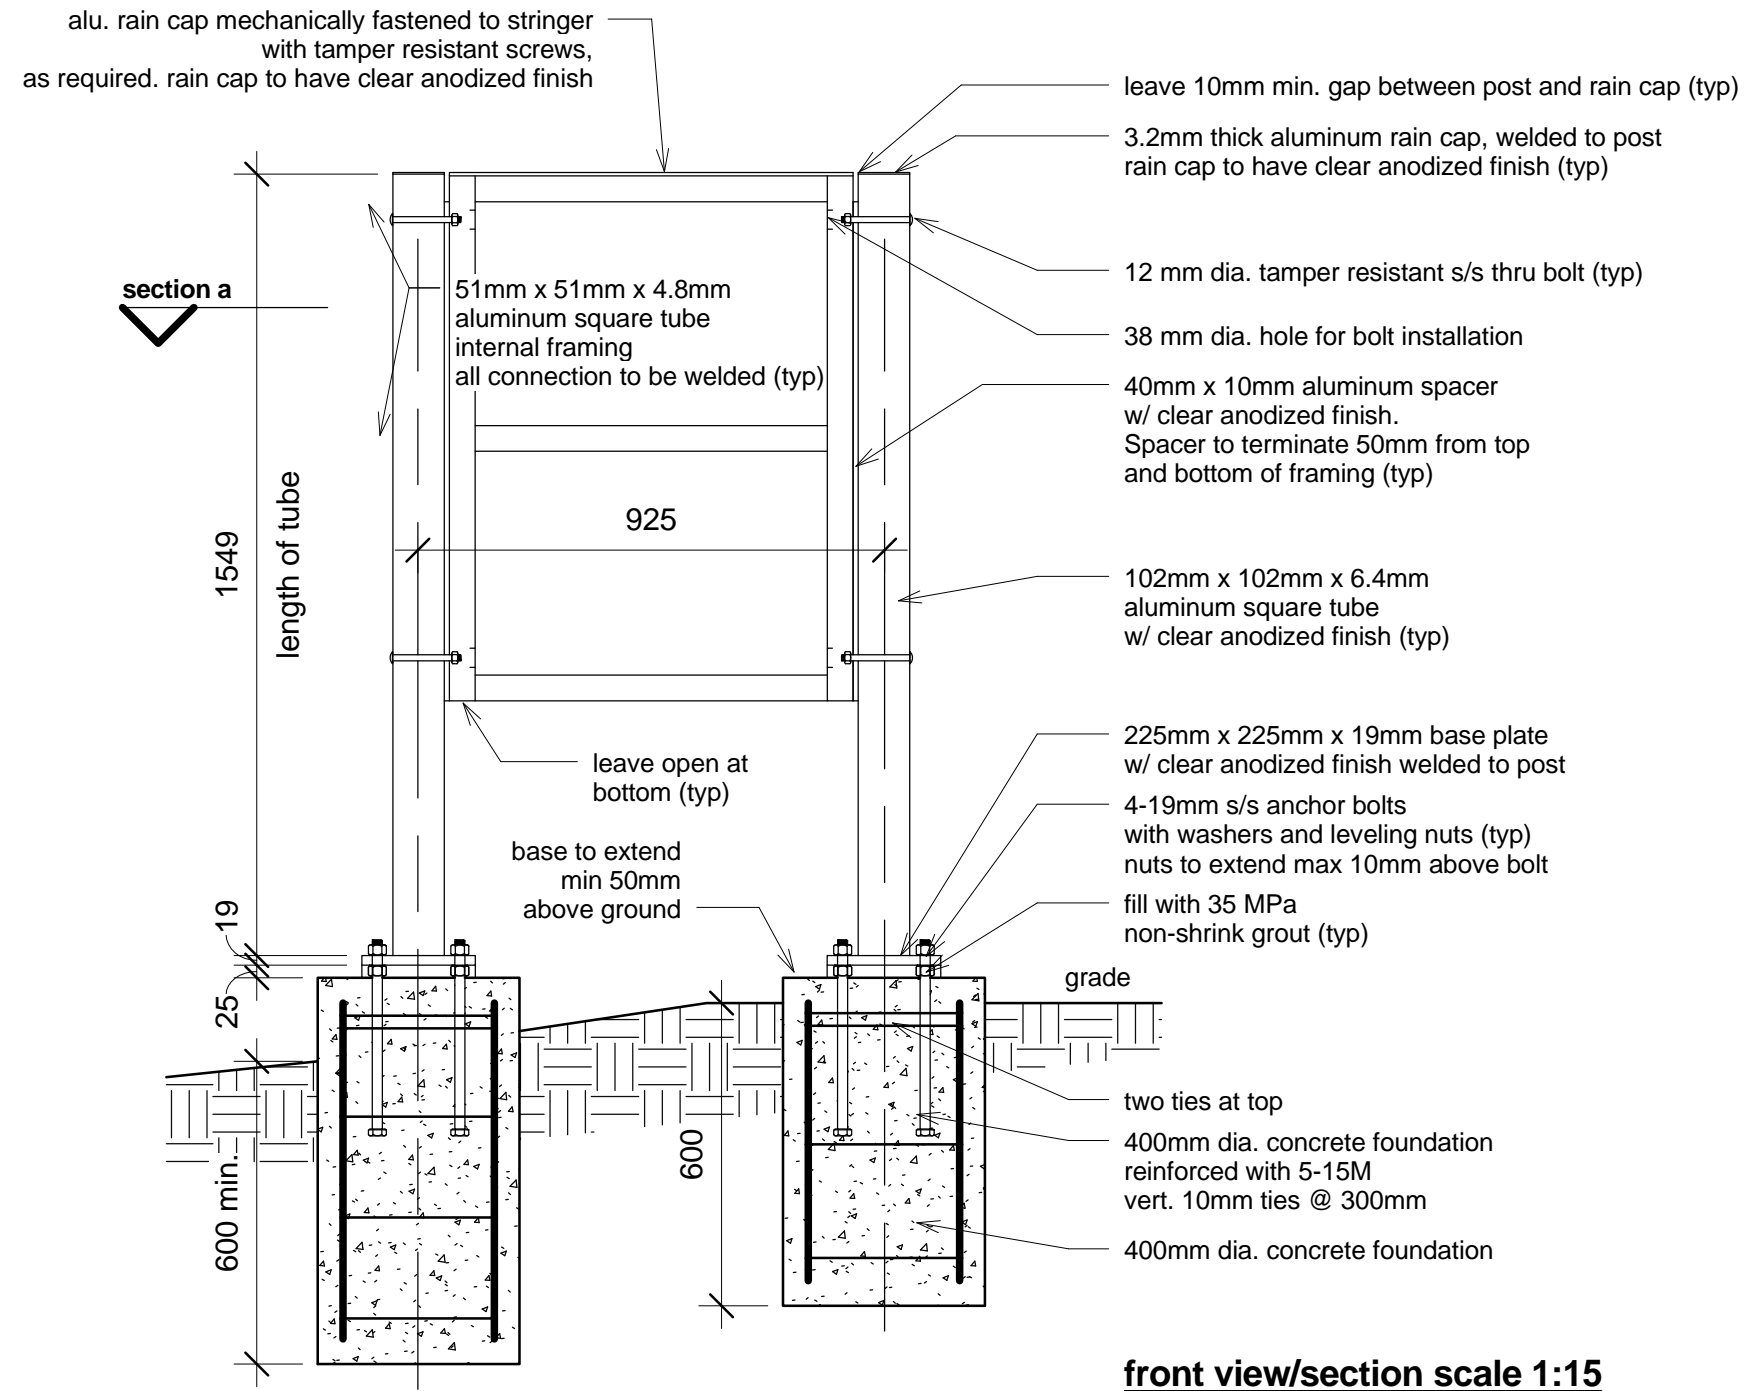 alu. rain cap mechanically fastened to stringer
with tamper resistant screws,
as required. rain cap to have clear anodized finish
leave 10mm min. gap between post and rain cap (typ)
3.2mm thick aluminum rain cap, welded to post
rain cap to have clear anodized finish (typ)
section a
51mm x 51mm x 4.8mm
aluminum square tube
internal framing
all connection to be welded (typ)
12 mm dia. tamper resistant s/s thru bolt (typ)
38 mm dia. hole for bolt installation
40mm x 10mm aluminum spacer
w/ clear anodized finish.
Spacer to terminate 50mm from top
and bottom of framing (typ)
925
1549
length of tube
102mm x 102mm x 6.4mm
aluminum square tube
w/ clear anodized finish (typ)
leave open at
bottom (typ)
225mm x 225mm x 19mm base plate
w/ clear anodized finish welded to post
4-19mm s/s anchor bolts
with washers and leveling nuts (typ)
nuts to extend max 10mm above bolt
base to extend
min 50mm
above ground
fill with 35 MPa
non-shrink grout (typ)
19
25
grade
600 min.
600
two ties at top
400mm dia. concrete foundation
reinforced with 5-15M
vert. 10mm ties @ 300mm
400mm dia. concrete foundation
front view/section scale 1:15